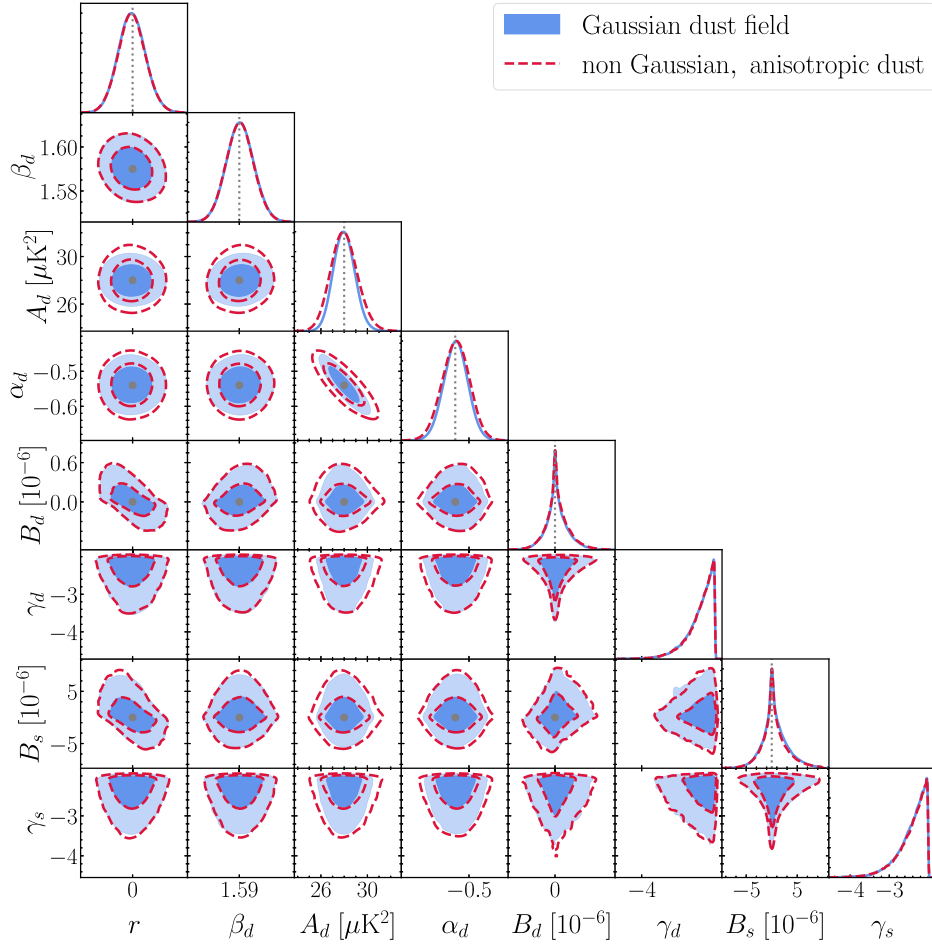 Gaussian dust field
non Gaussian, anisotropic dust
β_d
1.60
1.58
A_d [μK²]
30
26
α_d
−0.5
−0.6
B_d [10⁻⁶]
0.6
0.0
γ_d
−3
−4
B_s [10⁻⁶]
5
−5
γ_s
−3
−4
0 1.59 26 30 −0.5 0 −4 −5 5 −4 −3
r β_d A_d [μK²] α_d B_d [10⁻⁶] γ_d B_s [10⁻⁶] γ_s